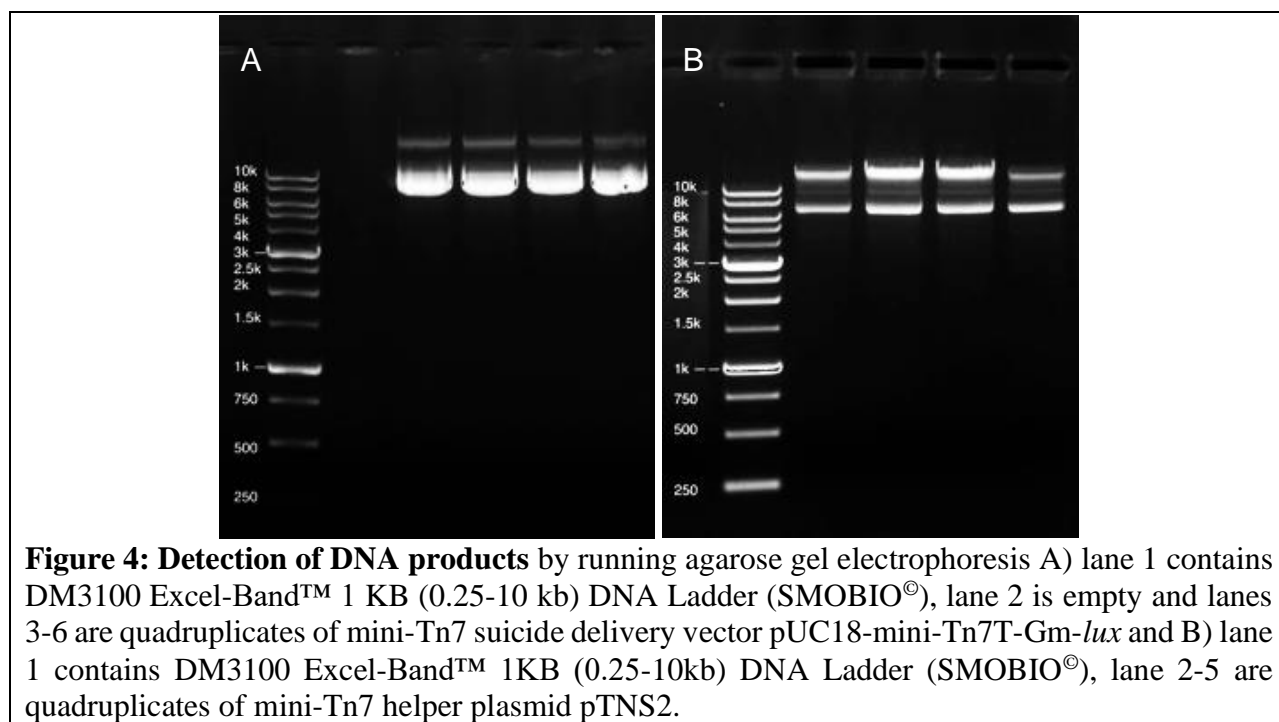 A
10k
8k
6k
5k
4k
3k
2.5k
2k
1.5k
1k
750
500
250
B
10k
8k
6k
5k
4k
3k
2.5k
2k
1.5k
1k
750
500
250
Figure 4: Detection of DNA products by running agarose gel electrophoresis A) lane 1 contains
DM3100 Excel-Band™ 1 KB (0.25-10 kb) DNA Ladder (SMOBIO©), lane 2 is empty and lanes
3-6 are quadruplicates of mini-Tn7 suicide delivery vector pUC18-mini-Tn7T-Gm-lux and B) lane
1 contains DM3100 Excel-Band™ 1KB (0.25-10kb) DNA Ladder (SMOBIO©), lane 2-5 are
quadruplicates of mini-Tn7 helper plasmid pTNS2.